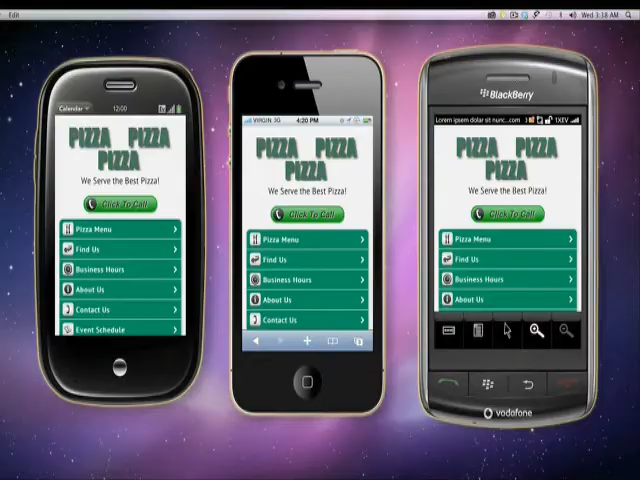 Edit
Wed 3:38 AM
Calendar
12:00
PIZZA PIZZA
PIZZA
We Serve the Best Pizza!
Click To Call
Pizza Menu
Find Us
Business Hours
About Us
Contact Us
Event Schedule
VIRGIN 3G
4:20 PM
PIZZA PIZZA
PIZZA
We Serve the Best Pizza!
Click To Call
Pizza Menu
Find Us
Business Hours
About Us
Contact Us
BlackBerry
Lorem ipsum dolor sit nunc...com
3
1XEV
PIZZA PIZZA
PIZZA
We Serve the Best Pizza!
Click To Call
Pizza Menu
Find Us
Business Hours
About Us
vodofone